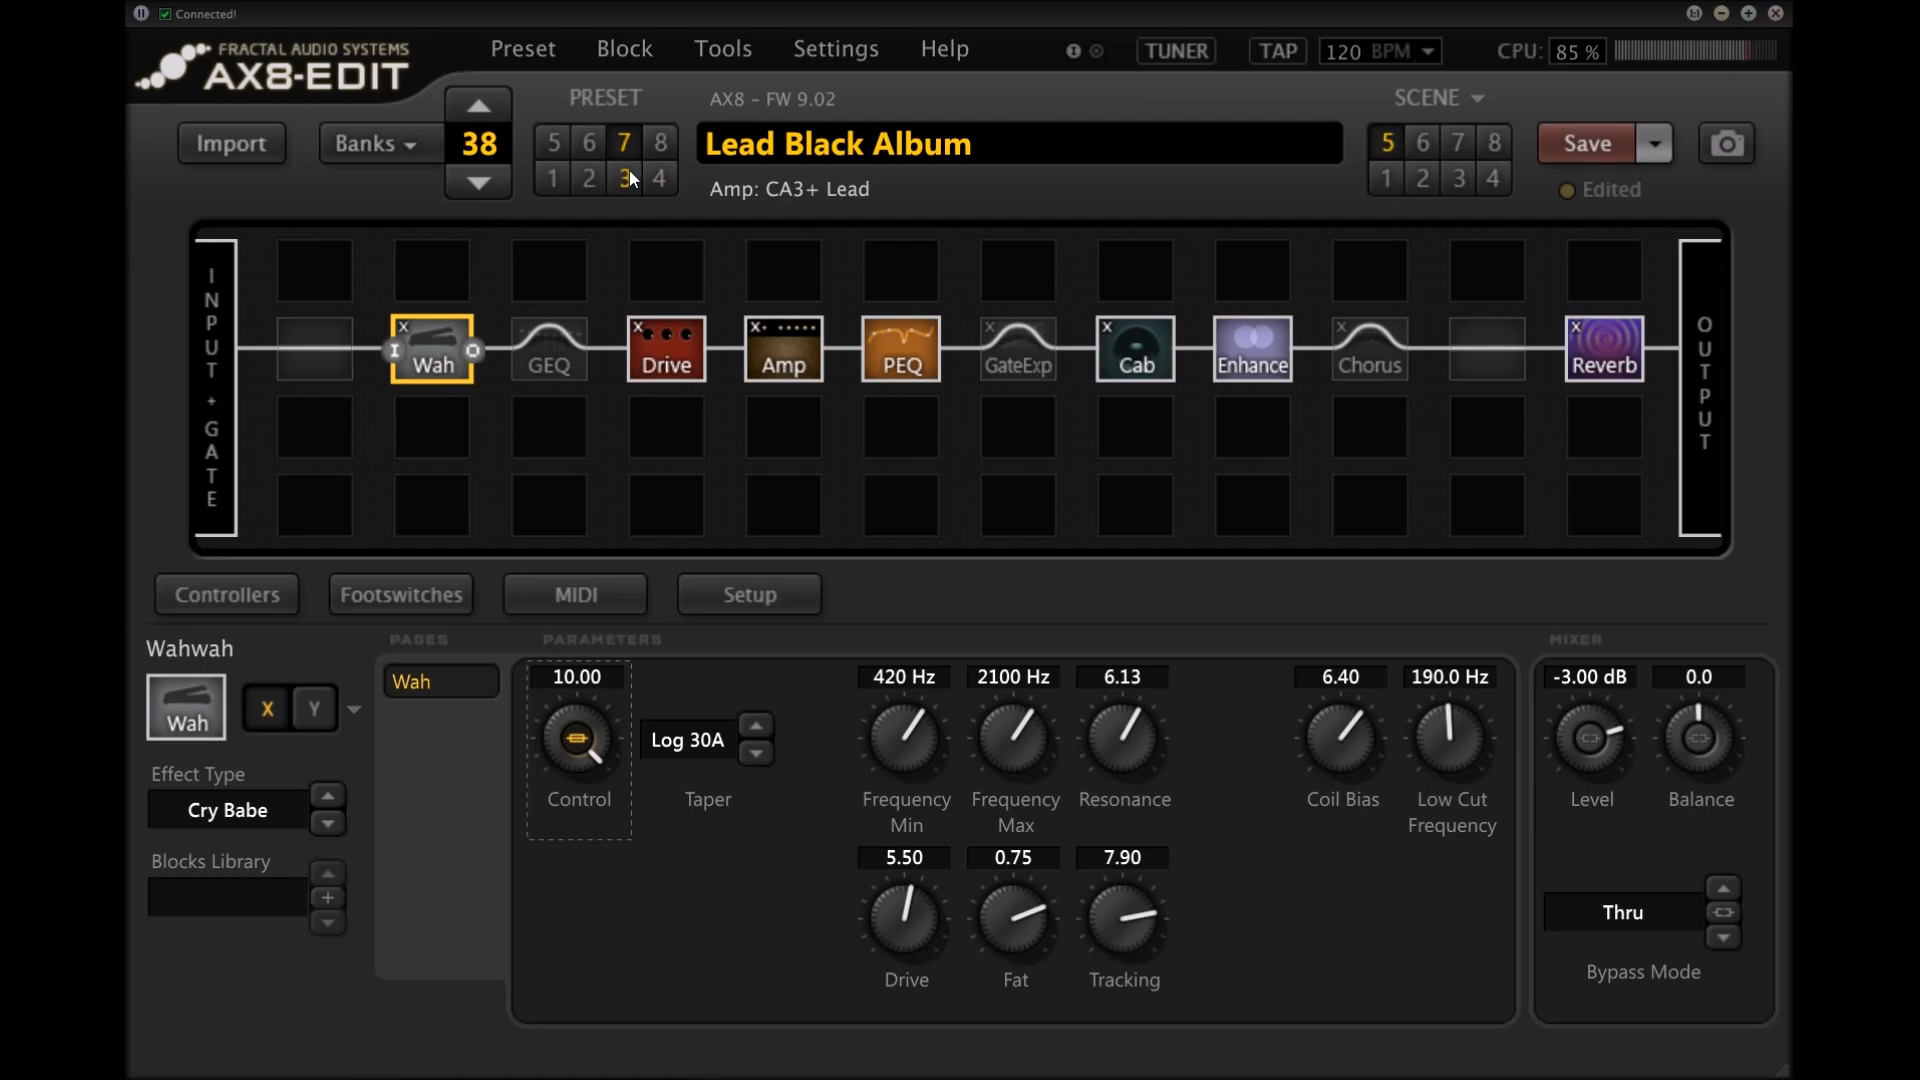 Connected!
FRACTAL AUDIO SYSTEMS
AX8-EDIT
Preset Block Tools Settings Help
TUNER TAP 120 BPM CPU: 85 %
PRESET AX8 – FW 9.02 SCENE
Import Banks 38 5 6 7 8 Lead Black Album 5 6 7 8 Save
1 2 3 4 Amp: CA3+ Lead 1 2 3 4 Edited
INPUT + GATE
X I Wah O
GEQ
X Drive
X Amp
PEQ
X GateExp
X Cab
Enhance
X Chorus
X Reverb
OUTPUT
Controllers Footswitches MIDI Setup
Wahwah PAGES PARAMETERS MIXER
Wah X Y
Effect Type
Cry Babe
Blocks Library
+
Wah
10.00 420 Hz 2100 Hz 6.13 6.40 190.0 Hz -3.00 dB 0.0
Log 30A
Control Taper Frequency Min Frequency Max Resonance Coil Bias Low Cut Frequency Level Balance
5.50 0.75 7.90
Drive Fat Tracking
Thru
Bypass Mode